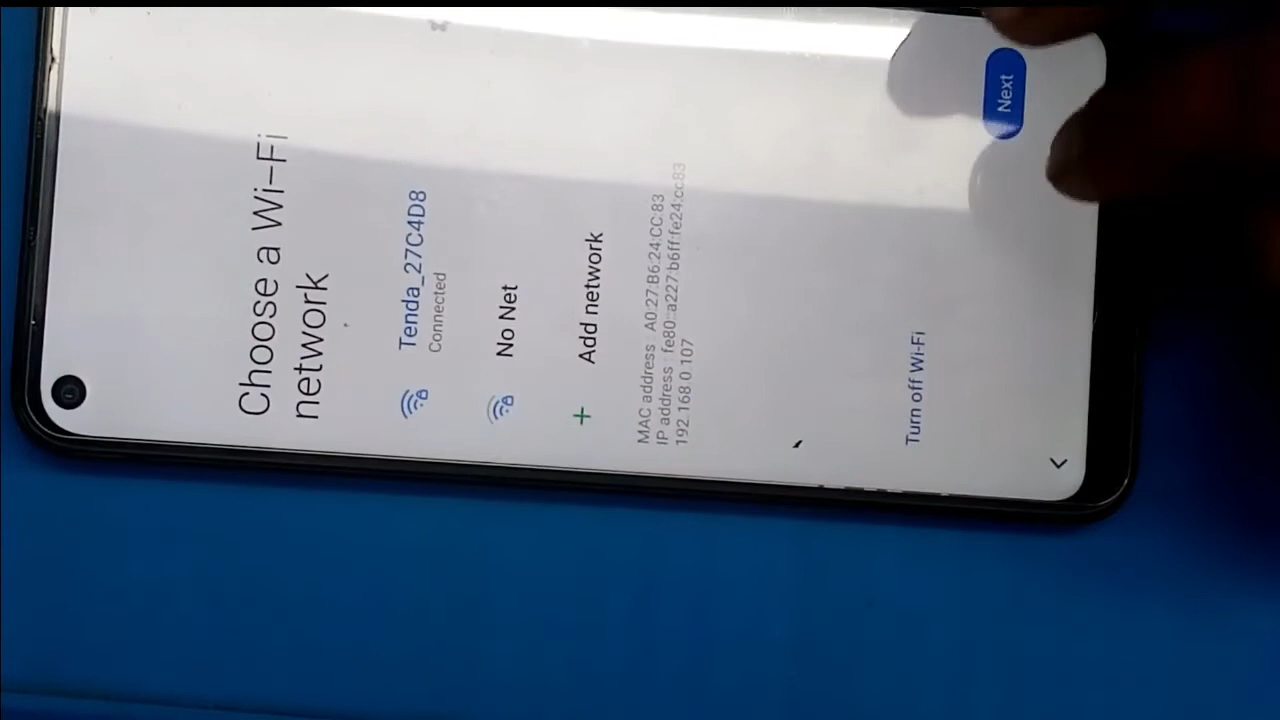 Choose a Wi-Fi
network
Tenda_27C4D8
Connected
No Net
Add network
MAC address : A0:27:B6:24:CC:83
IP address : fe80::a227:b6ff:fe24:cc83
192.168.0.107
Turn off Wi-Fi
Next